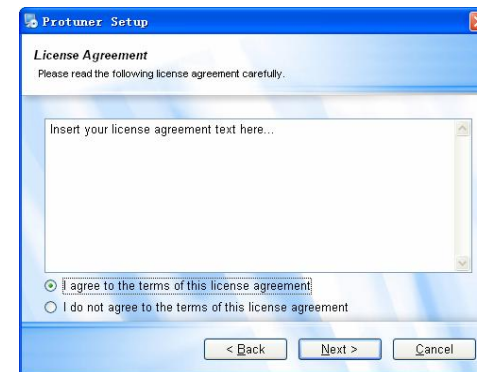 Protuner Setup
License Agreement
Please read the following license agreement carefully.
Insert your license agreement text here...
I agree to the terms of this license agreement
I do not agree to the terms of this license agreement
< Back
Next >
Cancel